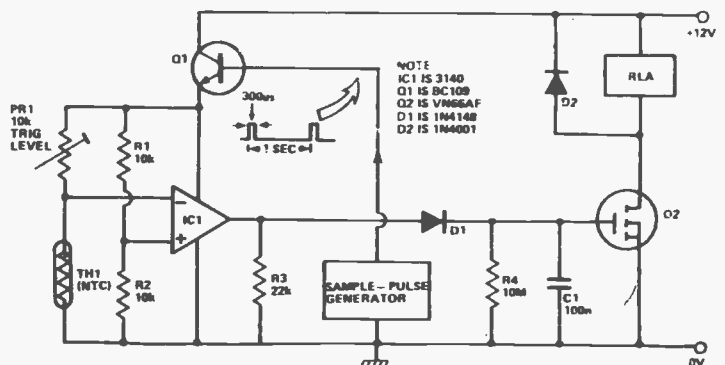 +12V
Q1
NOTE
IC1 IS 3140
Q1 IS BC109
Q2 IS VN66AF
D1 IS 1N4148
D2 IS 1N4001
D2
RLA
300us
1 SEC
PR1
10k
TRIG
LEVEL
R1
10k
−
IC1
+
D1
Q2
TH1
(NTC)
R2
10k
R3
22k
SAMPLE-PULSE
GENERATOR
R4
10M
C1
100n
0V